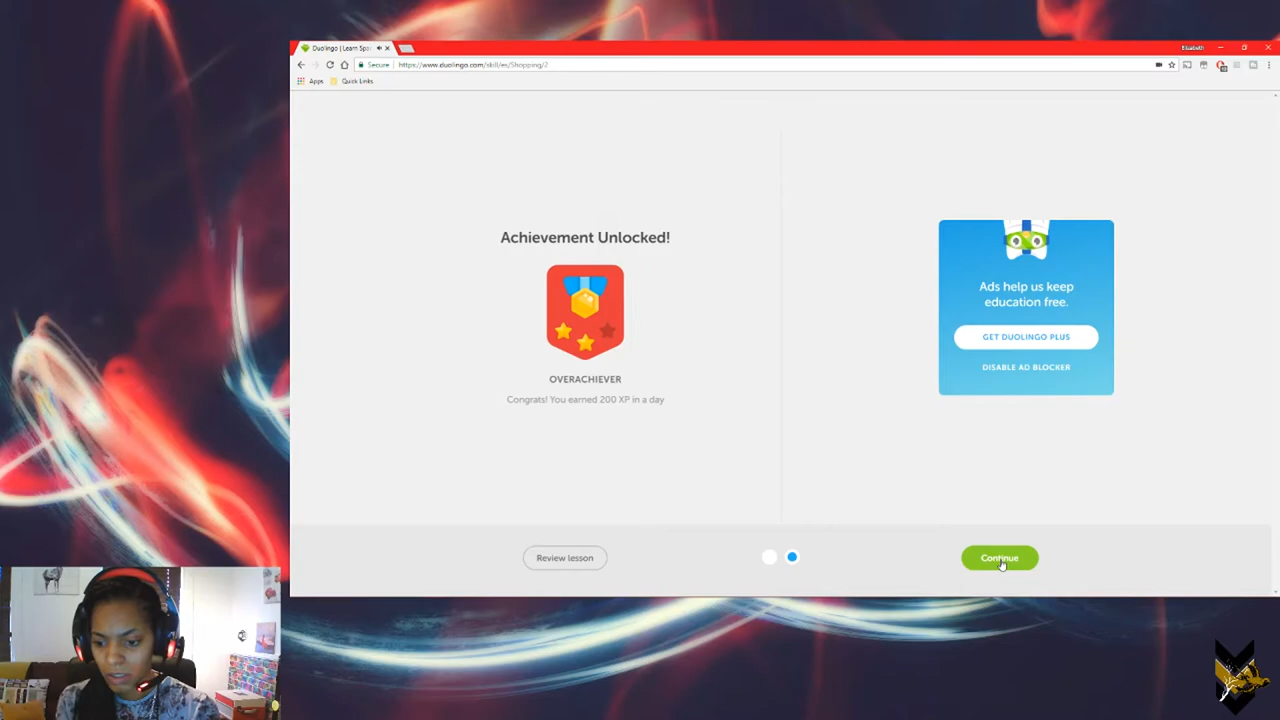 Duolingo | Learn Spa
Elizabeth
Secure
https://www.duolingo.com/skill/es/Shopping/2
Apps
Quick Links
Achievement Unlocked!
OVERACHIEVER
Congrats! You earned 200 XP in a day
Ads help us keep
education free.
GET DUOLINGO PLUS
DISABLE AD BLOCKER
Review lesson
Continue